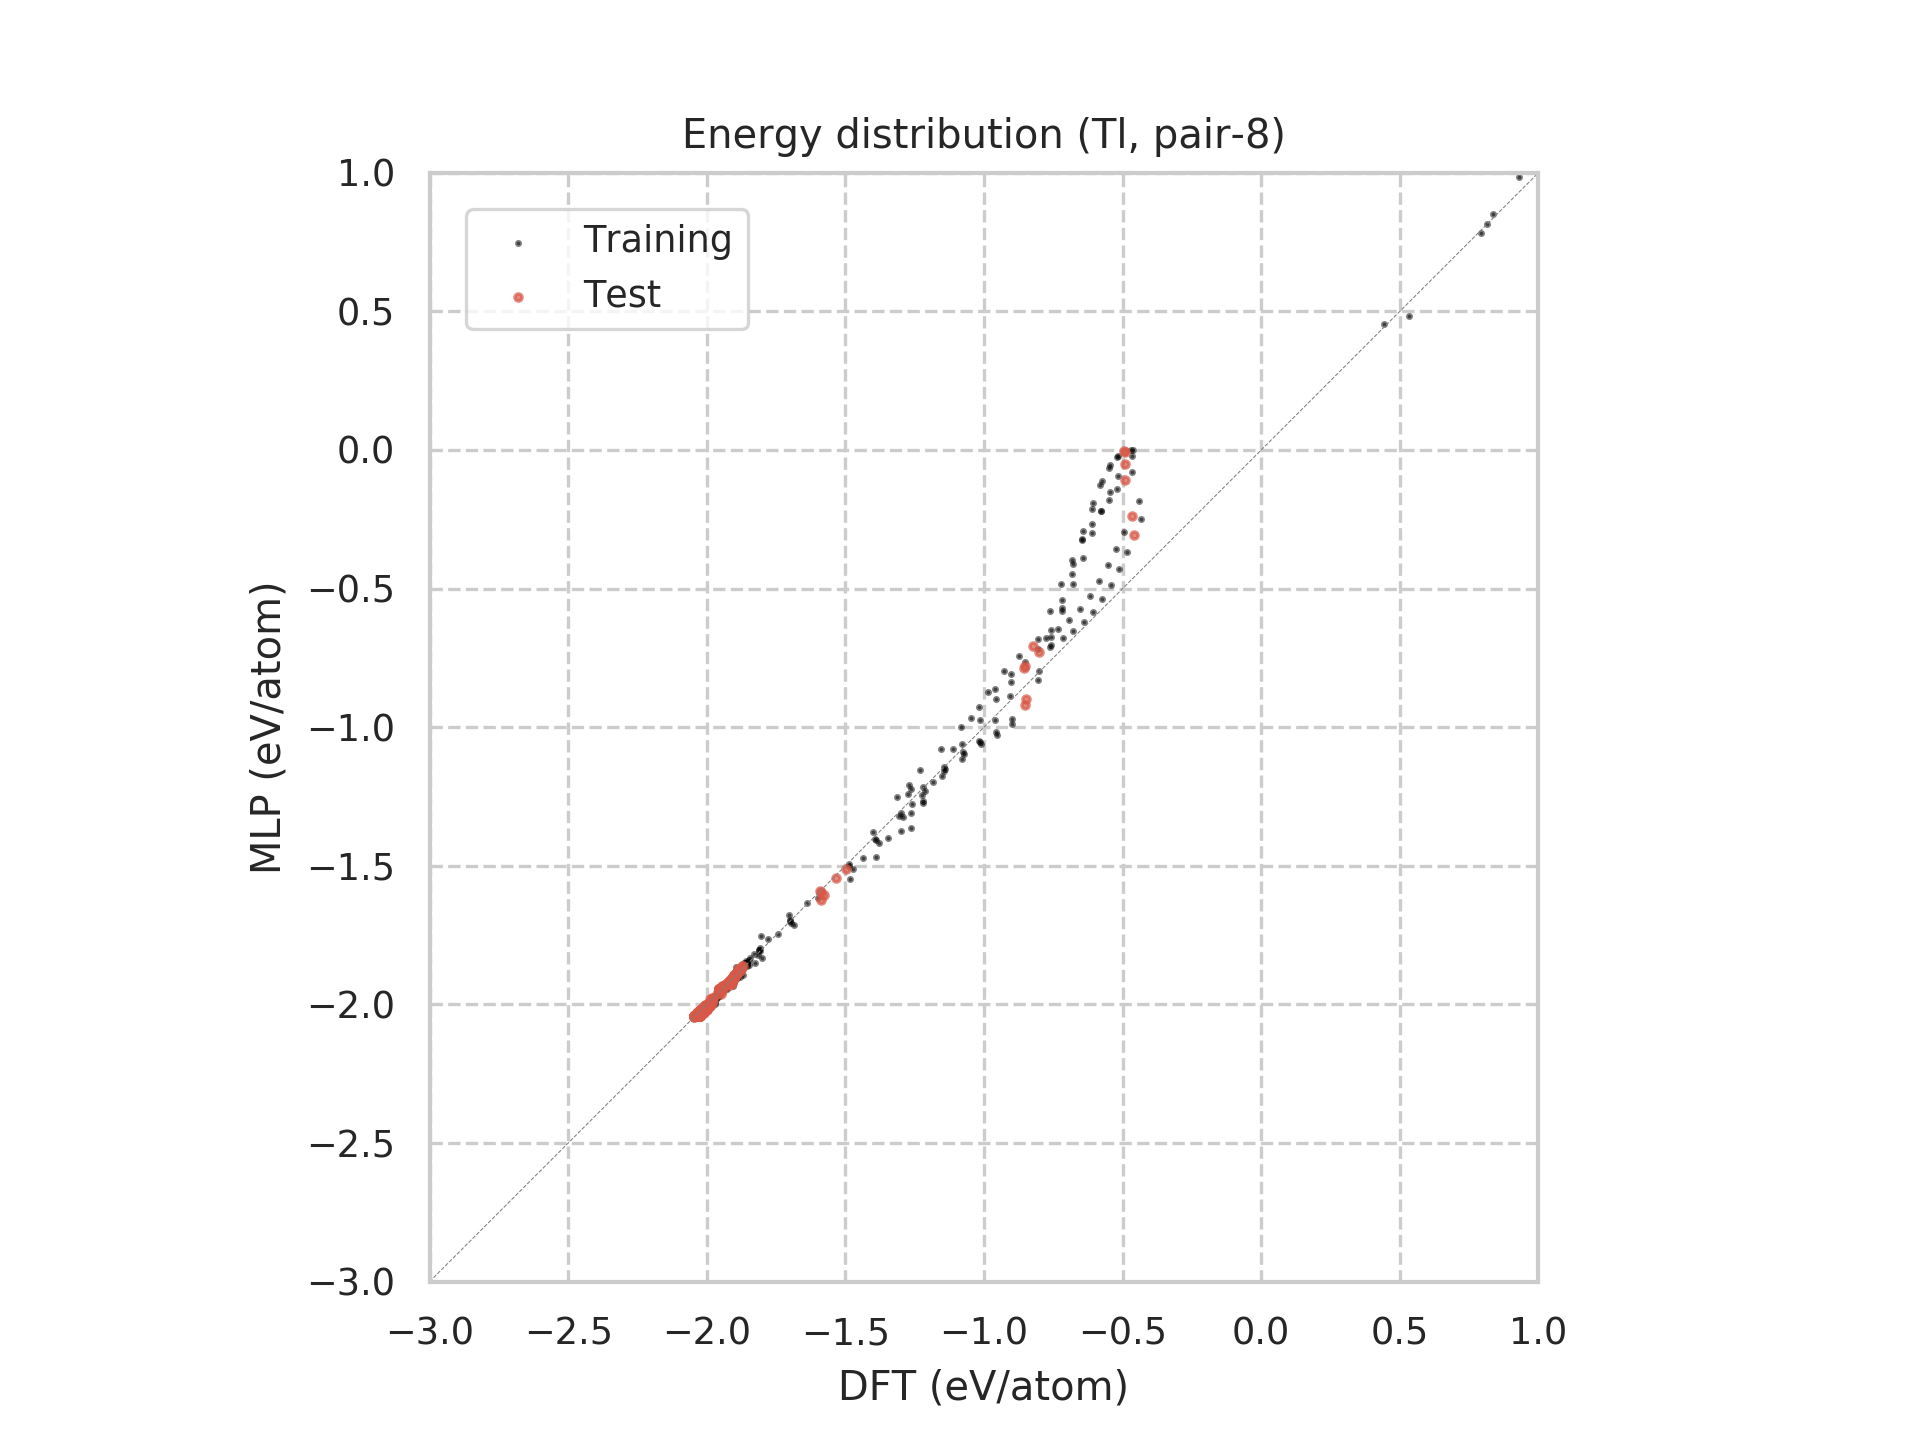 Energy distribution (Tl, pair-8)
Training
Test
1.0
0.5
0.0
−0.5
−1.0
−1.5
−2.0
−2.5
−3.0
MLP (eV/atom)
−3.0 −2.5 −2.0 −1.5 −1.0 −0.5 0.0 0.5 1.0
DFT (eV/atom)